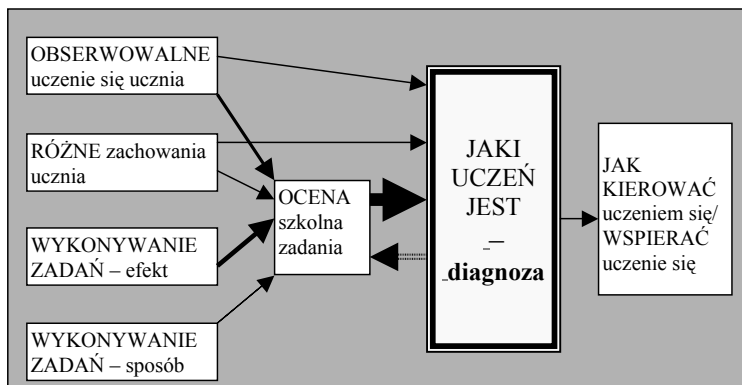 OBSERWOWALNE
uczenie się ucznia
RÓŻNE zachowania
ucznia
WYKONYWANIE
ZADAŃ – efekt
WYKONYWANIE
ZADAŃ – sposób
OCENA
szkolna
zadania
JAKI
UCZEŃ
JEST
–
diagnoza
JAK
KIEROWAĆ
uczeniem się/
WSPIERAĆ
uczenie się